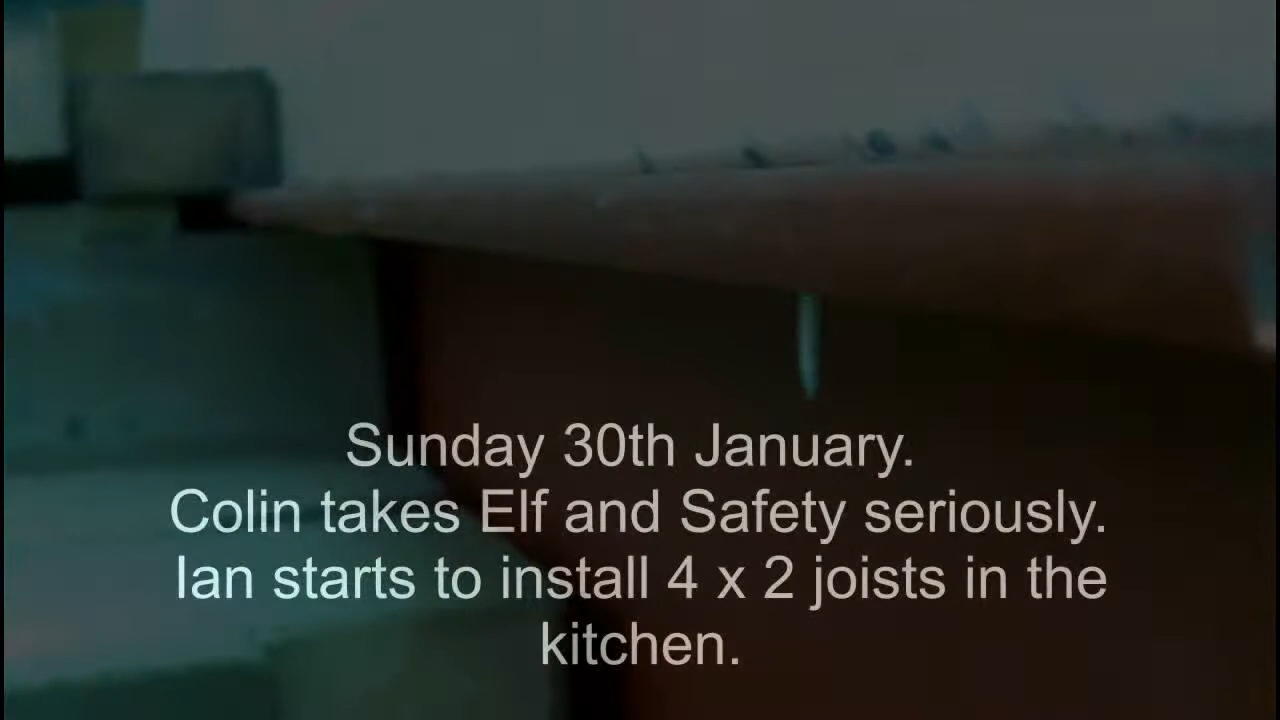 Sunday 30th January.
Colin takes Elf and Safety seriously.
Ian starts to install 4 x 2 joists in the
kitchen.